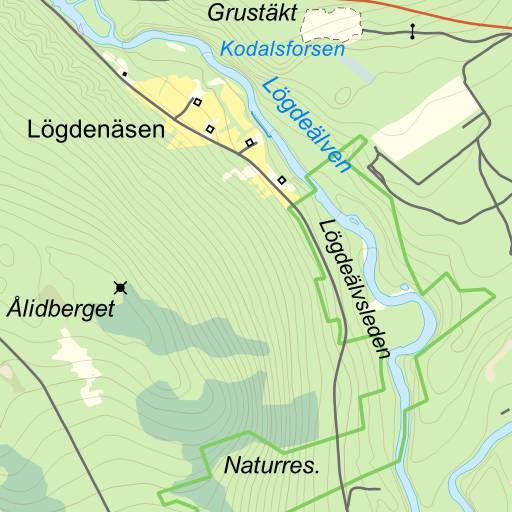 Grustäkt
Kodalsforsen
Lögdeälven
Lögdenäsen
Lögdeälvsleden
Ålidberget
Naturres.